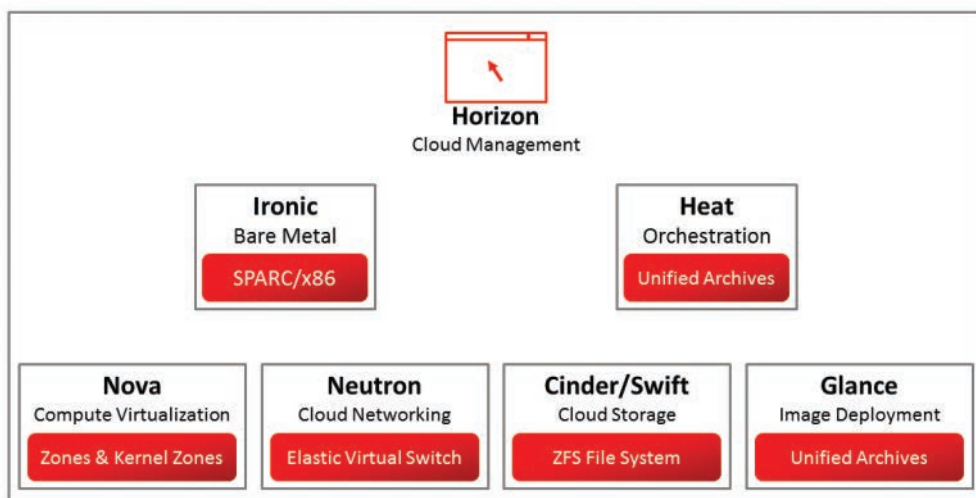 Horizon
Cloud Management
Ironic
Bare Metal
SPARC/x86
Heat
Orchestration
Unified Archives
Nova
Compute Virtualization
Zones & Kernel Zones
Neutron
Cloud Networking
Elastic Virtual Switch
Cinder/Swift
Cloud Storage
ZFS File System
Glance
Image Deployment
Unified Archives